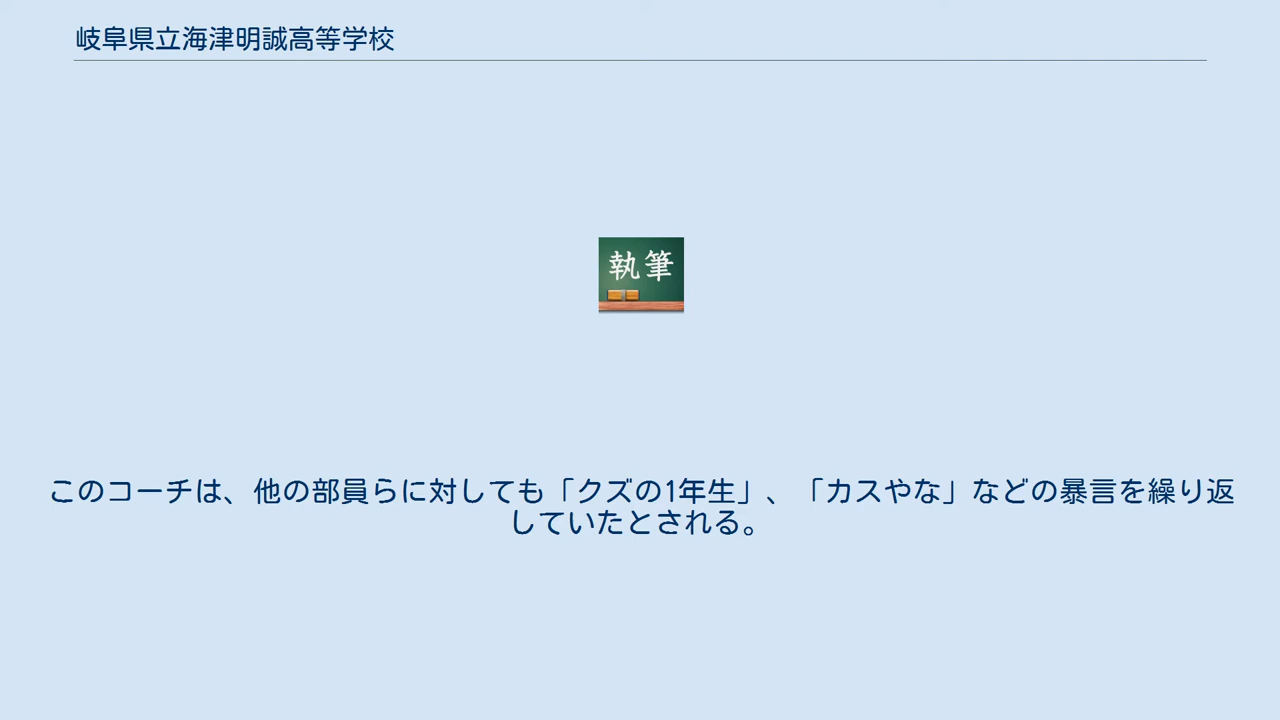 岐阜県立海津明誠高等学校
執筆
このコーチは、他の部員らに対しても「クズの1年生」、「カスやな」などの暴言を繰り返
していたとされる。